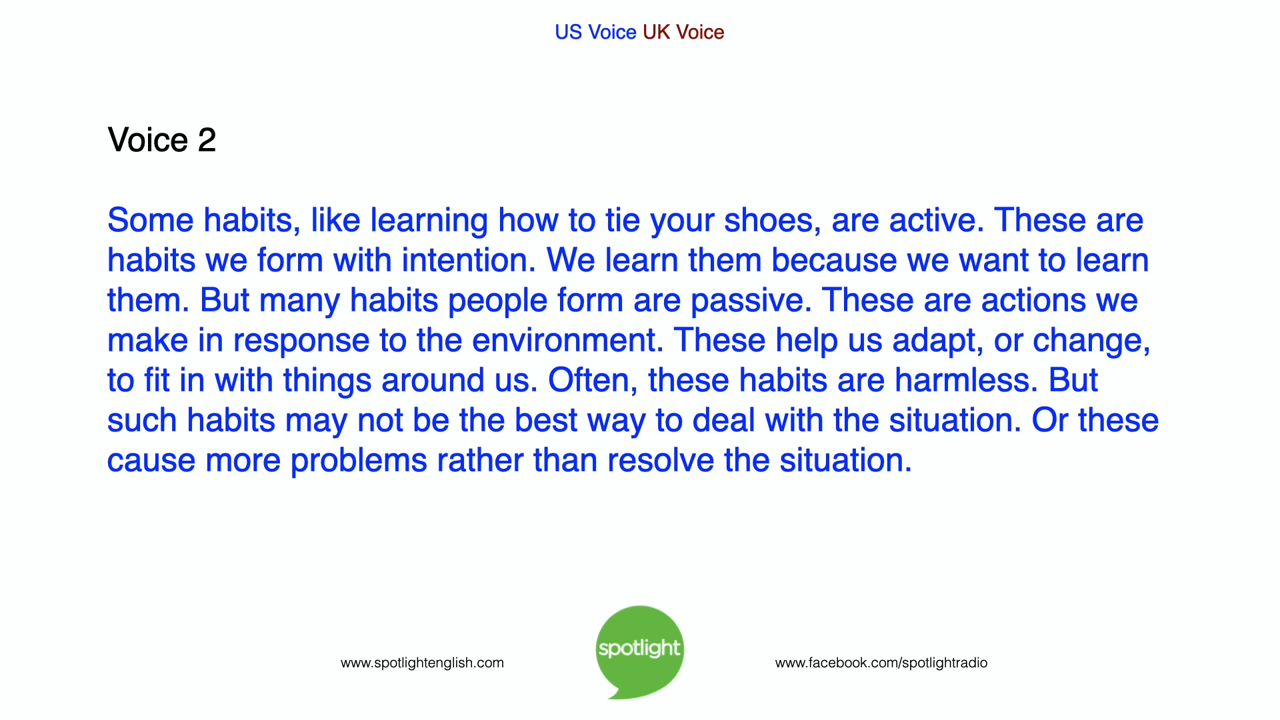 US Voice UK Voice
Voice 2
Some habits, like learning how to tie your shoes, are active. These are
habits we form with intention. We learn them because we want to learn
them. But many habits people form are passive. These are actions we
make in response to the environment. These help us adapt, or change,
to fit in with things around us. Often, these habits are harmless. But
such habits may not be the best way to deal with the situation. Or these
cause more problems rather than resolve the situation.
www.spotlightenglish.com
spotlight
www.facebook.com/spotlightradio